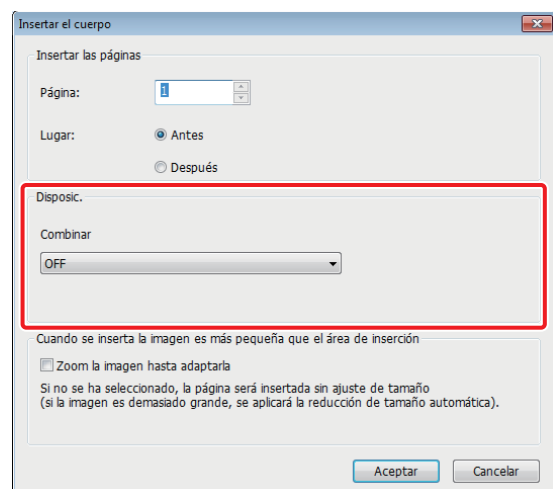 Insertar el cuerpo
Insertar las páginas
Página:
1
Lugar:
Antes
Después
Disposic.
Combinar
OFF
Cuando se inserta la imagen es más pequeña que el área de inserción
Zoom la imagen hasta adaptarla
Si no se ha seleccionado, la página será insertada sin ajuste de tamaño
(si la imagen es demasiado grande, se aplicará la reducción de tamaño automática).
Aceptar
Cancelar